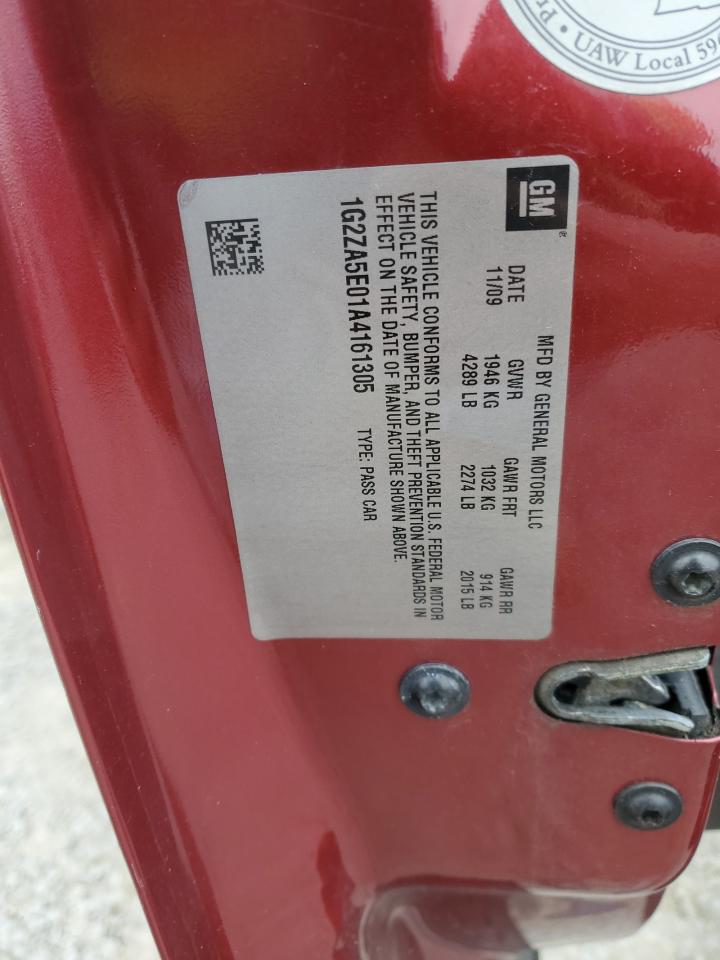 UAW Local 596
GM
MFD BY GENERAL MOTORS LLC
DATE GVWR GAWR FRT GAWR RR
11/09 1946 KG 1032 KG 914 KG
4289 LB 2274 LB 2015 LB
THIS VEHICLE CONFORMS TO ALL APPLICABLE U.S. FEDERAL MOTOR
VEHICLE SAFETY, BUMPER, AND THEFT PREVENTION STANDARDS IN
EFFECT ON THE DATE OF MANUFACTURE SHOWN ABOVE.
1G2ZA5E01A4161305 TYPE: PASS CAR